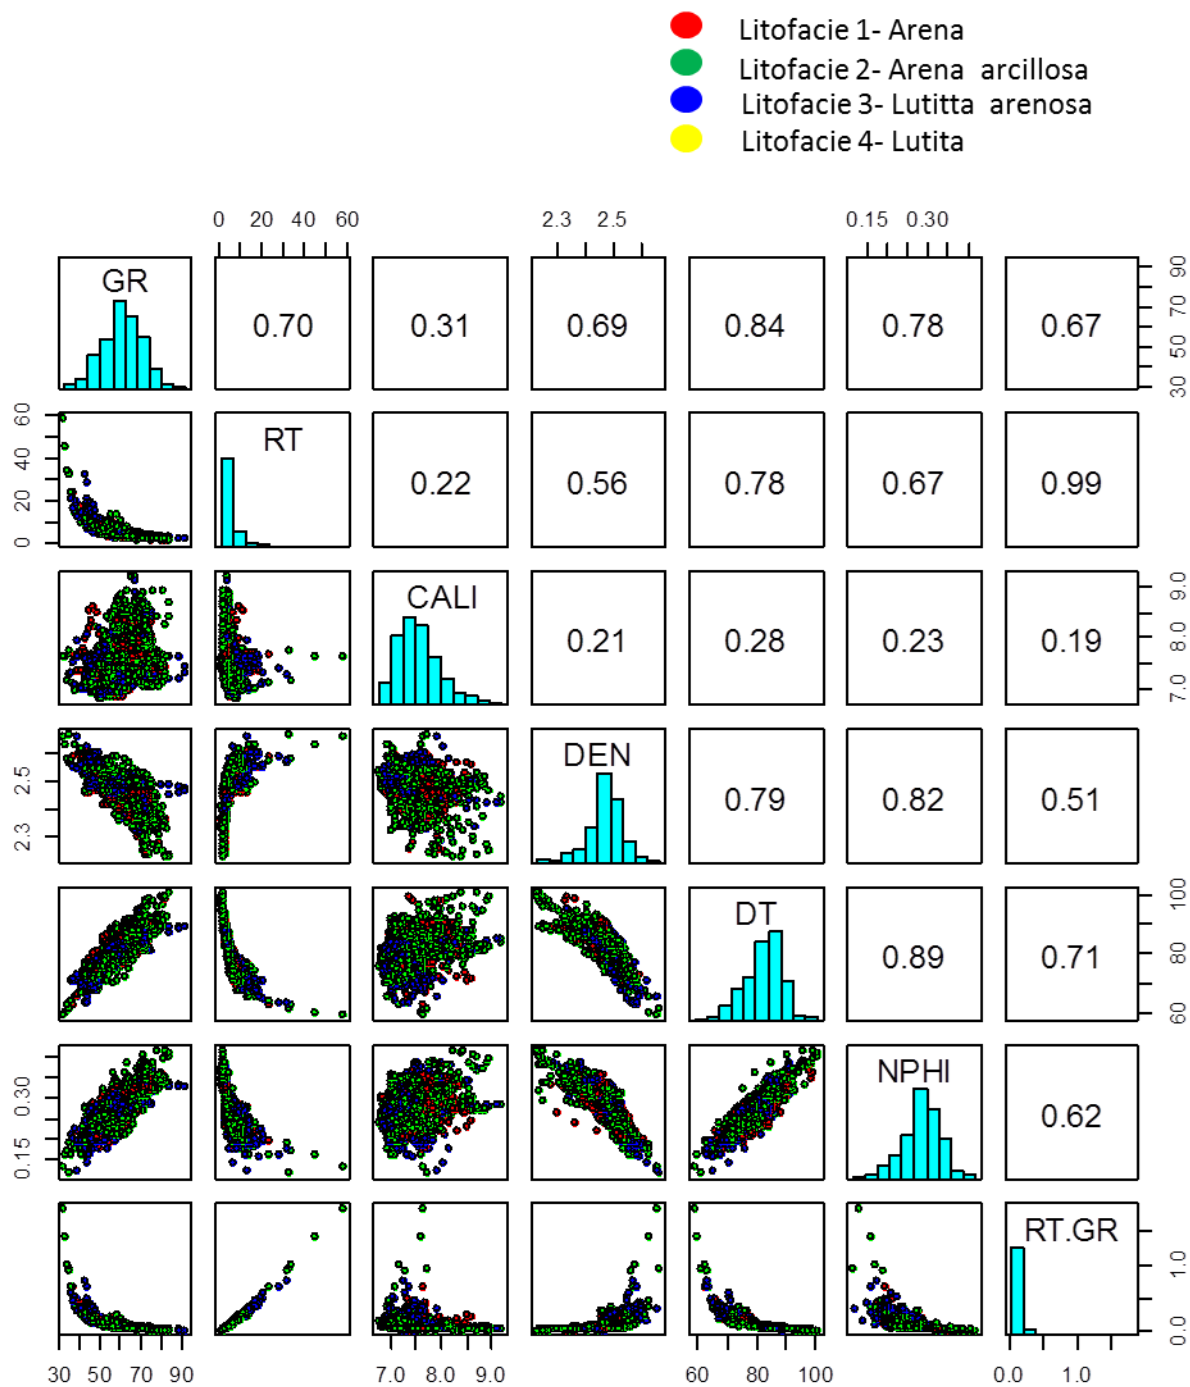 Litofacie 1- Arena
Litofacie 2- Arena arcillosa
Litofacie 3- Lutitta arenosa
Litofacie 4- Lutita
0 20 40 60
2.3 2.5
0.15 0.30
GR
0.70
0.31
0.69
0.84
0.78
0.67
30 50 70 90
0 20 40 60
RT
0.22
0.56
0.78
0.67
0.99
CALI
0.21
0.28
0.23
0.19
7.0 8.0 9.0
2.3 2.5
DEN
0.79
0.82
0.51
DT
0.89
0.71
60 80 100
0.15 0.30
NPHI
0.62
RT.GR
0.0 1.0
30 50 70 90
7.0 8.0 9.0
60 80 100
0.0 1.0